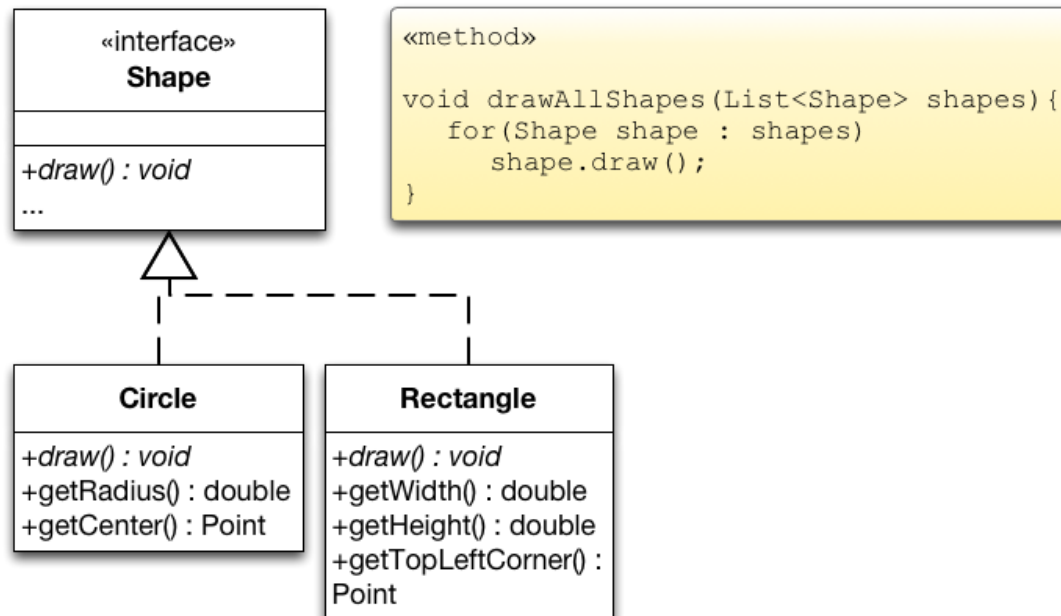 «interface»
Shape
+draw() : void
...
«method»
void drawAllShapes(List<Shape> shapes){
for(Shape shape : shapes)
shape.draw();
}
Circle
+draw() : void
+getRadius() : double
+getCenter() : Point
Rectangle
+draw() : void
+getWidth() : double
+getHeight() : double
+getTopLeftCorner() :
Point